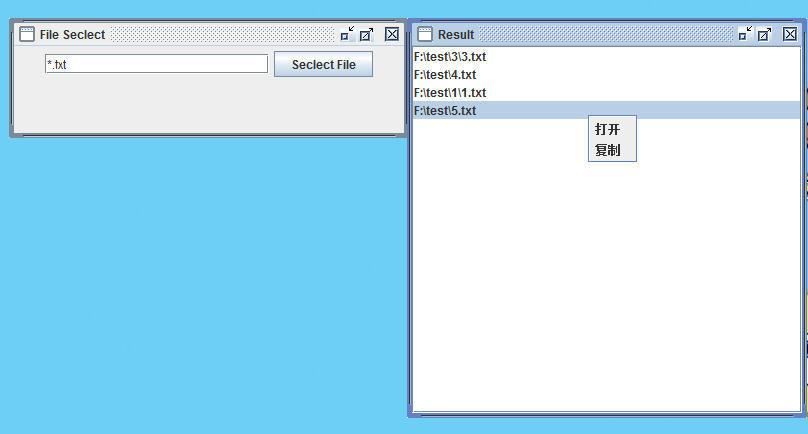 File Seclect
*.txt
Seclect File
Result
F:\test\3\3.txt
F:\test\4.txt
F:\test\1\1.txt
F:\test\5.txt
打开
复制